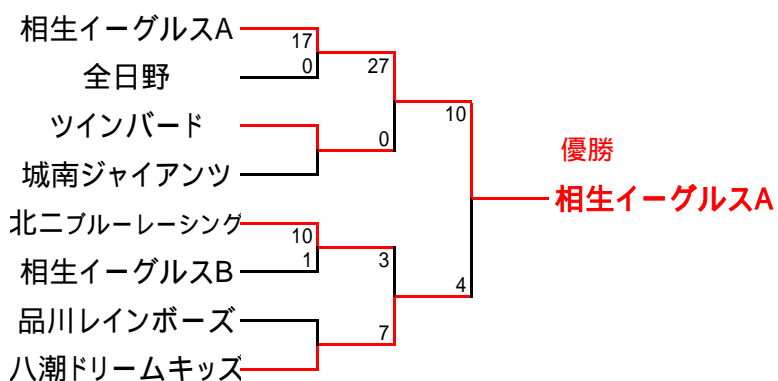 相生イーグルスA
17
0
全日野
27
ツインバード
0
城南ジャイアンツ
10
優勝
相生イーグルスA
北二ブルーレーシング
10
1
相生イーグルスB
3
4
品川レインボーズ
7
八潮ドリームキッズ